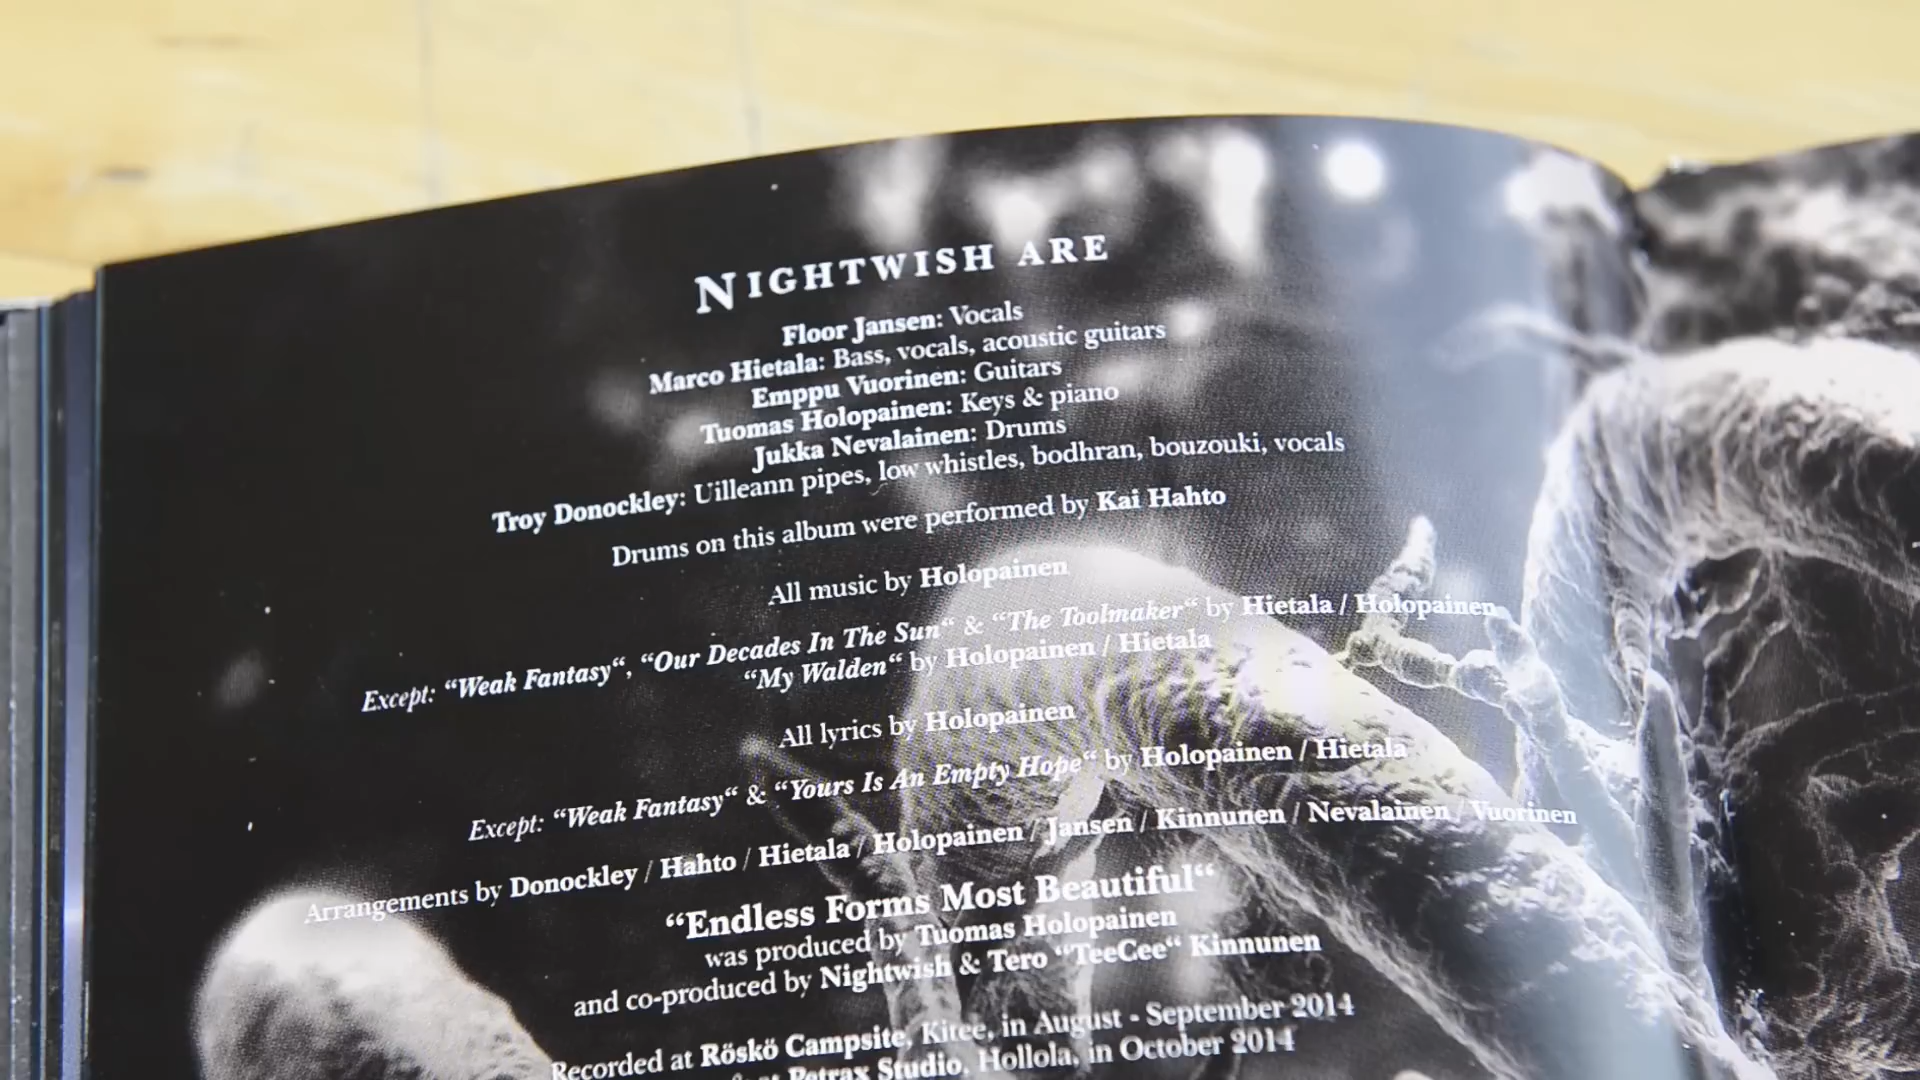 NIGHTWISH ARE
Floor Jansen: Vocals
Marco Hietala: Bass, vocals, acoustic guitars
Emppu Vuorinen: Guitars
Tuomas Holopainen: Keys & piano
Jukka Nevalainen: Drums
Troy Donockley: Uilleann pipes, low whistles, bodhran, bouzouki, vocals
Drums on this album were performed by Kai Hahto
All music by Holopainen
Except: “Weak Fantasy“, “Our Decades In The Sun“ & “The Toolmaker“ by Hietala / Holopainen
“My Walden“ by Holopainen / Hietala
All lyrics by Holopainen
Except: “Weak Fantasy“ & “Yours Is An Empty Hope“ by Holopainen / Hietala
Arrangements by Donockley / Hahto / Hietala / Holopainen / Jansen / Kinnunen / Nevalainen / Vuorinen
“Endless Forms Most Beautiful“
was produced by Tuomas Holopainen
and co-produced by Nightwish & Tero “TeeCee“ Kinnunen
Recorded at Röskö Campsite, Kitee, in August - September 2014
Petrax Studio, Hollola, in October 2014